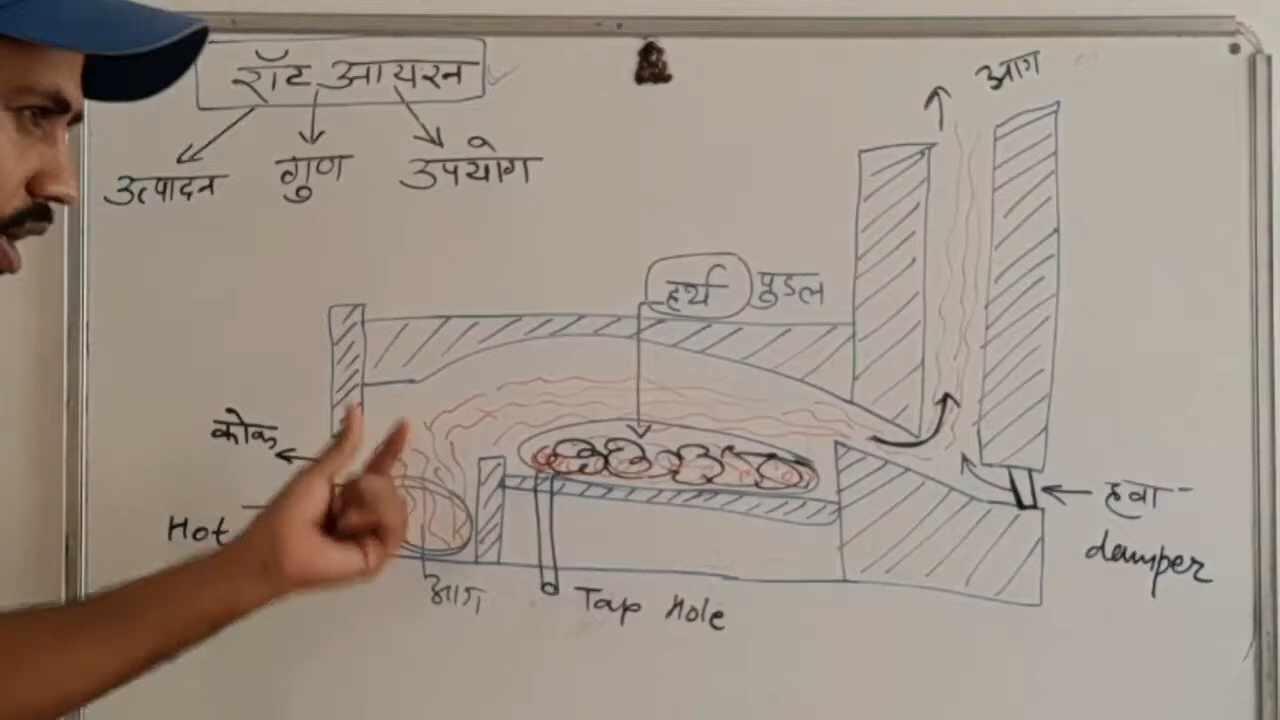 रॉट आयरन
उत्पादन गुण उपयोग
आग
हर्थ पुडल
कोक
Hot
हवा
damper
आग
Tap Hole